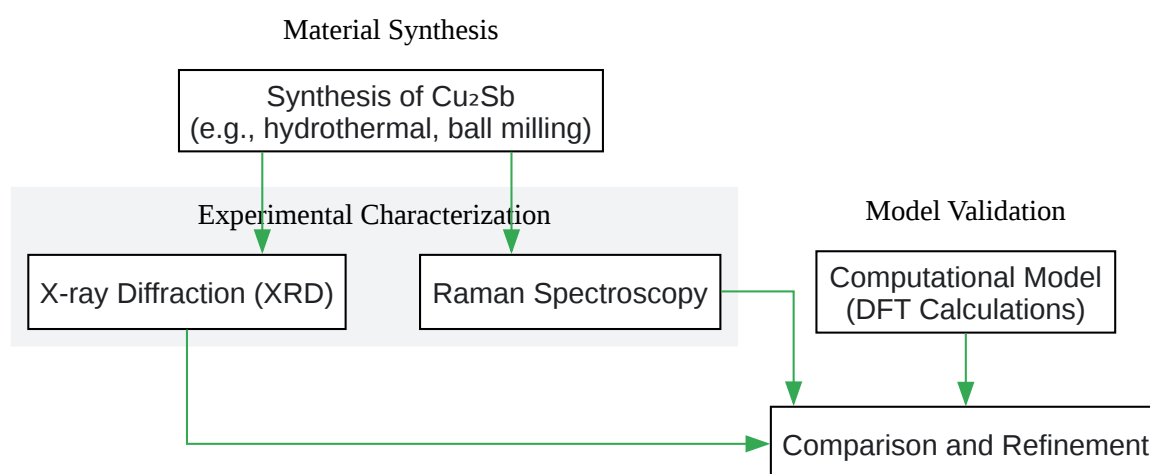 Material Synthesis
Synthesis of Cu₂Sb
(e.g., hydrothermal, ball milling)
Experimental Characterization
X-ray Diffraction (XRD)
Raman Spectroscopy
Model Validation
Computational Model
(DFT Calculations)
Comparison and Refinement